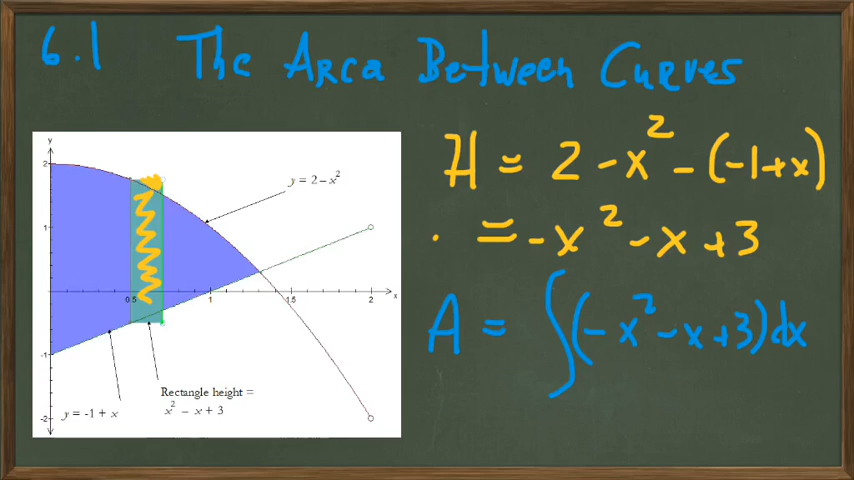 6.1 The Area Between Curves
H = 2 - x² - (-1+x)
. = -x² - x + 3
A = ∫(-x² - x + 3)dx
y
2
y = 2 – x²
1
0.5 1 1.5 2 x
-1
Rectangle height =
x² – x + 3
y = -1 + x
-2